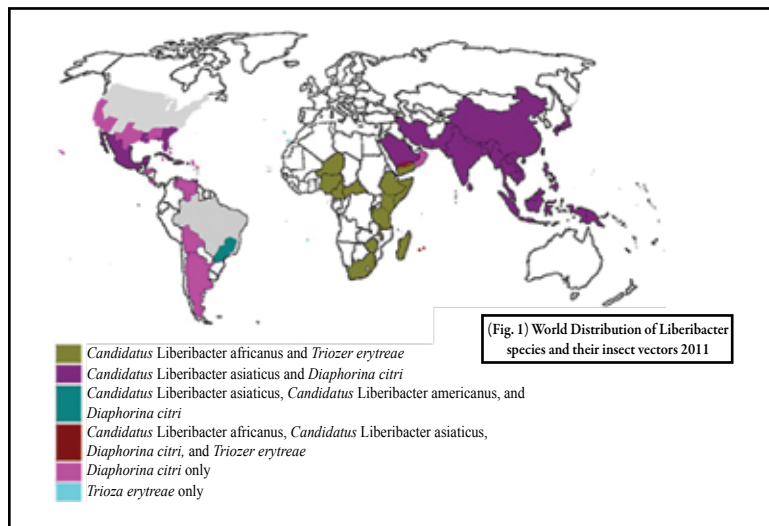 (Fig. 1) World Distribution of Liberibacter
species and their insect vectors 2011
Candidatus Liberibacter africanus and Triozer erytreae
Candidatus Liberibacter asiaticus and Diaphorina citri
Candidatus Liberibacter asiaticus, Candidatus Liberibacter americanus, and
Diaphorina citri
Candidatus Liberibacter africanus, Candidatus Liberibacter asiaticus,
Diaphorina citri, and Triozer erytreae
Diaphorina citri only
Trioza erytreae only